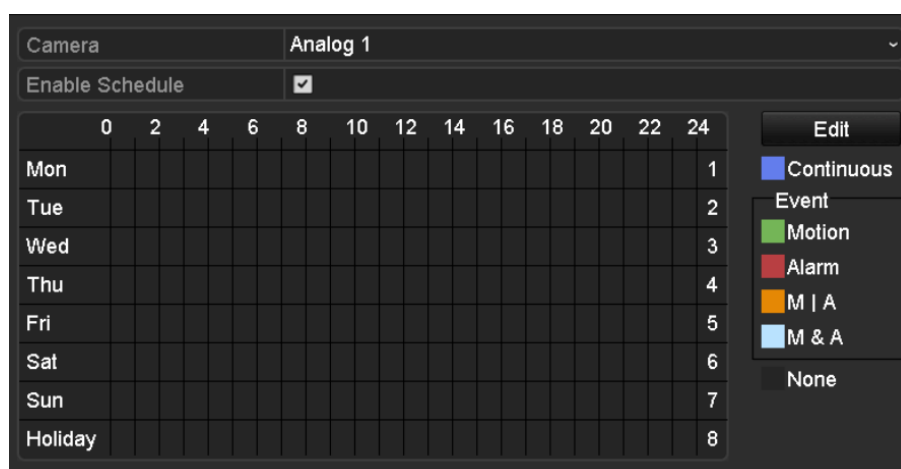 Camera Analog 1
Enable Schedule
0 2 4 6 8 10 12 14 16 18 20 22 24
Edit
Mon 1
Continuous
Tue 2
Event
Motion
Wed 3
Alarm
Thu 4
M | A
Fri 5
M & A
Sat 6
None
Sun 7
Holiday 8